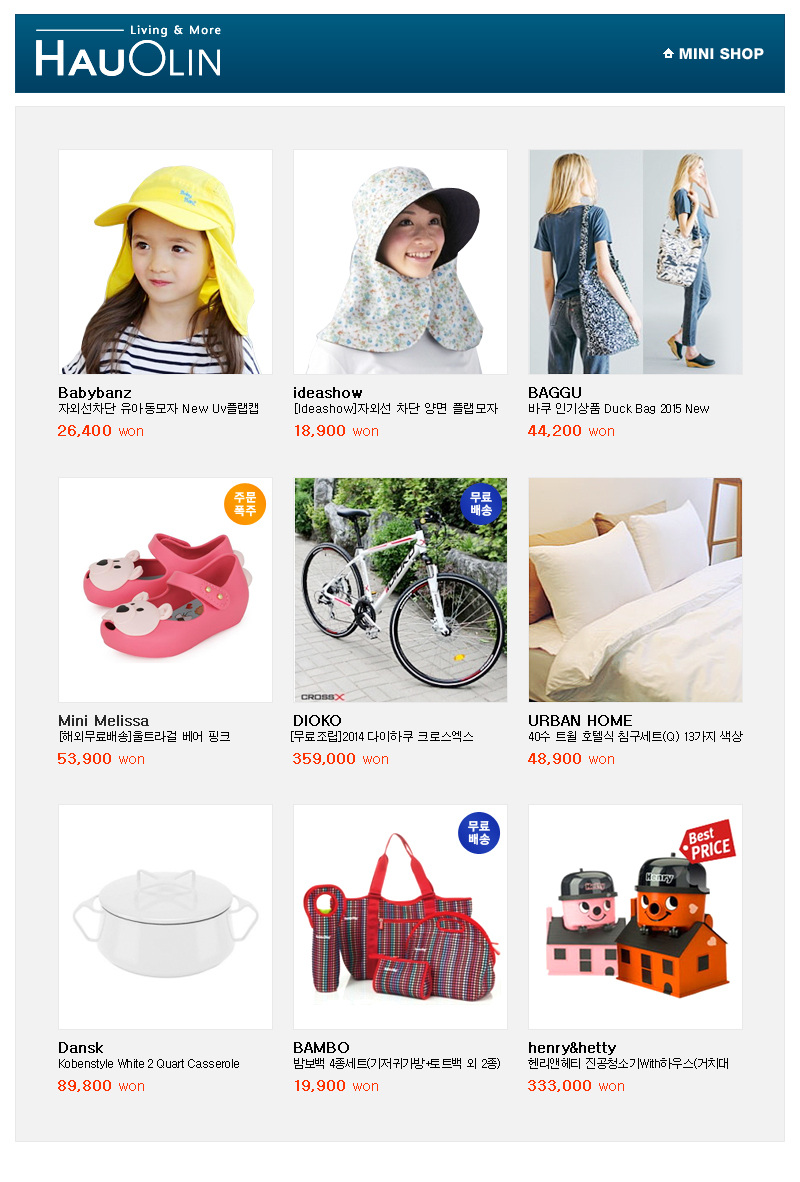 Living & More
HAUOLIN
MINI SHOP
Babybanz
자외선차단 유아동모자 New Uv플랩캡
26,400 won
ideashow
[Ideashow]자외선 차단 양면 플랩모자
18,900 won
BAGGU
바쿠 인기상품 Duck Bag 2015 New
44,200 won
주문
폭주
Mini Melissa
[해외무료배송]울트라걸 베어 핑크
53,900 won
무료
배송
CROSSX
DIOKO
[무료조립]2014 다이하쿠 크로스엑스
359,000 won
URBAN HOME
40수 트윌 호텔식 침구세트(Q) 13가지 색상
48,900 won
Dansk
Kobenstyle White 2 Quart Casserole
89,800 won
무료
배송
BAMBO
밤보백 4종세트(기저귀가방+토트백 외 2종)
19,900 won
Best
PRICE
Henry
henry&hetty
헨리앤헤티 진공청소기With하우스(거치대
333,000 won